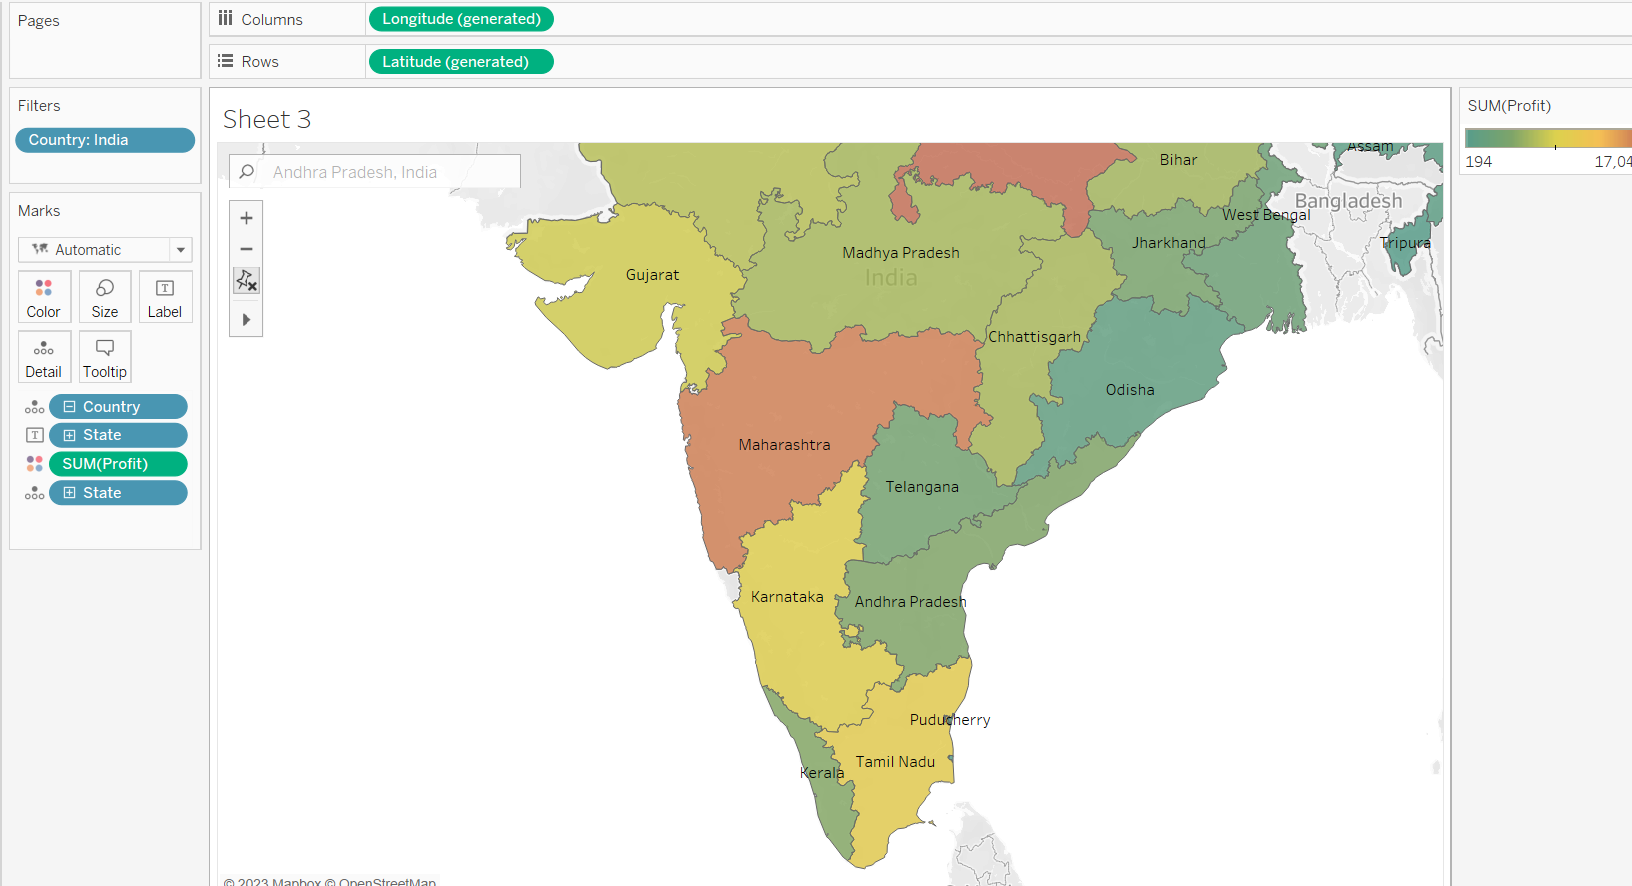 Pages
Columns
Longitude (generated)
Rows
Latitude (generated)
Filters
Country: India
Marks
Automatic
Color
Size
Label
Detail
Tooltip
Country
State
SUM(Profit)
State
Sheet 3
Andhra Pradesh, India
Bihar
Assam
Bangladesh
West Bengal
Jharkhand
Tripura
Madhya Pradesh
India
Gujarat
Chhattisgarh
Odisha
Maharashtra
Telangana
Karnataka
Andhra Pradesh
Puducherry
Tamil Nadu
Kerala
© 2023 Mapbox © OpenStreetMap
SUM(Profit)
194
17,04